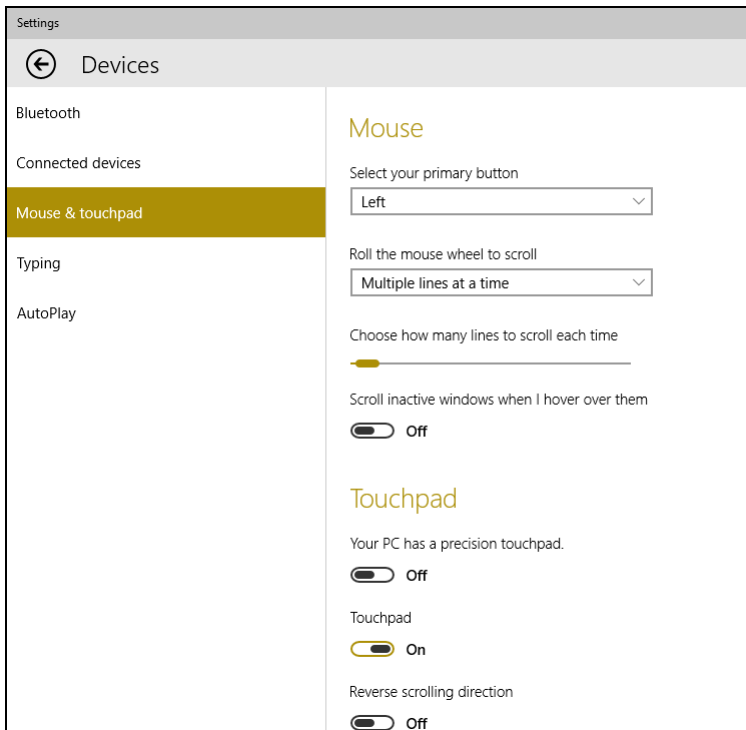 Settings
Devices
Bluetooth
Connected devices
Mouse & touchpad
Typing
AutoPlay
Mouse
Select your primary button
Left
Roll the mouse wheel to scroll
Multiple lines at a time
Choose how many lines to scroll each time
Scroll inactive windows when I hover over them
Off
Touchpad
Your PC has a precision touchpad.
Off
Touchpad
On
Reverse scrolling direction
Off